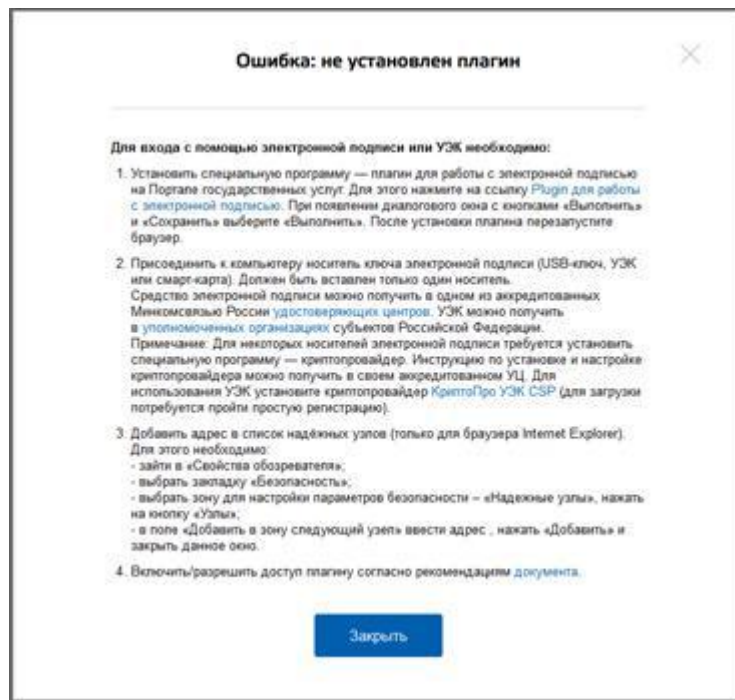 Ошибка: не установлен плагин
Для входа с помощью электронной подписи или УЭК необходимо:
1. Установить специальную программу — плагин для работы с электронной подписью
на Портале государственных услуг. Для этого нажмите на ссылку Plugin для работы
с электронной подписью. При появлении диалогового окна с кнопками «Выполнить»
и «Сохранить» выберите «Выполнить». После установки плагина перезапустите
браузер.
2. Присоединить к компьютеру носитель ключа электронной подписи (USB-ключ, УЭК
или смарт-карта). Должен быть вставлен только один носитель.
Средство электронной подписи можно получить в одном из аккредитованных
Минкомсвязью России удостоверяющих центров. УЭК можно получить
в уполномоченных организациях субъектов Российской Федерации.
Примечание: Для некоторых носителей электронной подписи требуется установить
специальную программу — криптопровайдер. Инструкцию по установке и настройке
криптопровайдера можно получить в своем аккредитованном УЦ. Для
использования УЭК установите криптопровайдер КриптоПро УЭК CSP (для загрузки
потребуется пройти простую регистрацию).
3. Добавить адрес в список надёжных узлов (только для браузера Internet Explorer).
Для этого необходимо:
- зайти в «Свойства обозревателя»;
- выбрать закладку «Безопасность»;
- выбрать зону для настройки параметров безопасности – «Надежные узлы», нажать
на кнопку «Узлы»;
- в поле «Добавить в зону следующий узел» ввести адрес , нажать «Добавить» и
закрыть данное окно.
4. Включить/разрешить доступ плагину согласно рекомендациям документа.
Закрыть